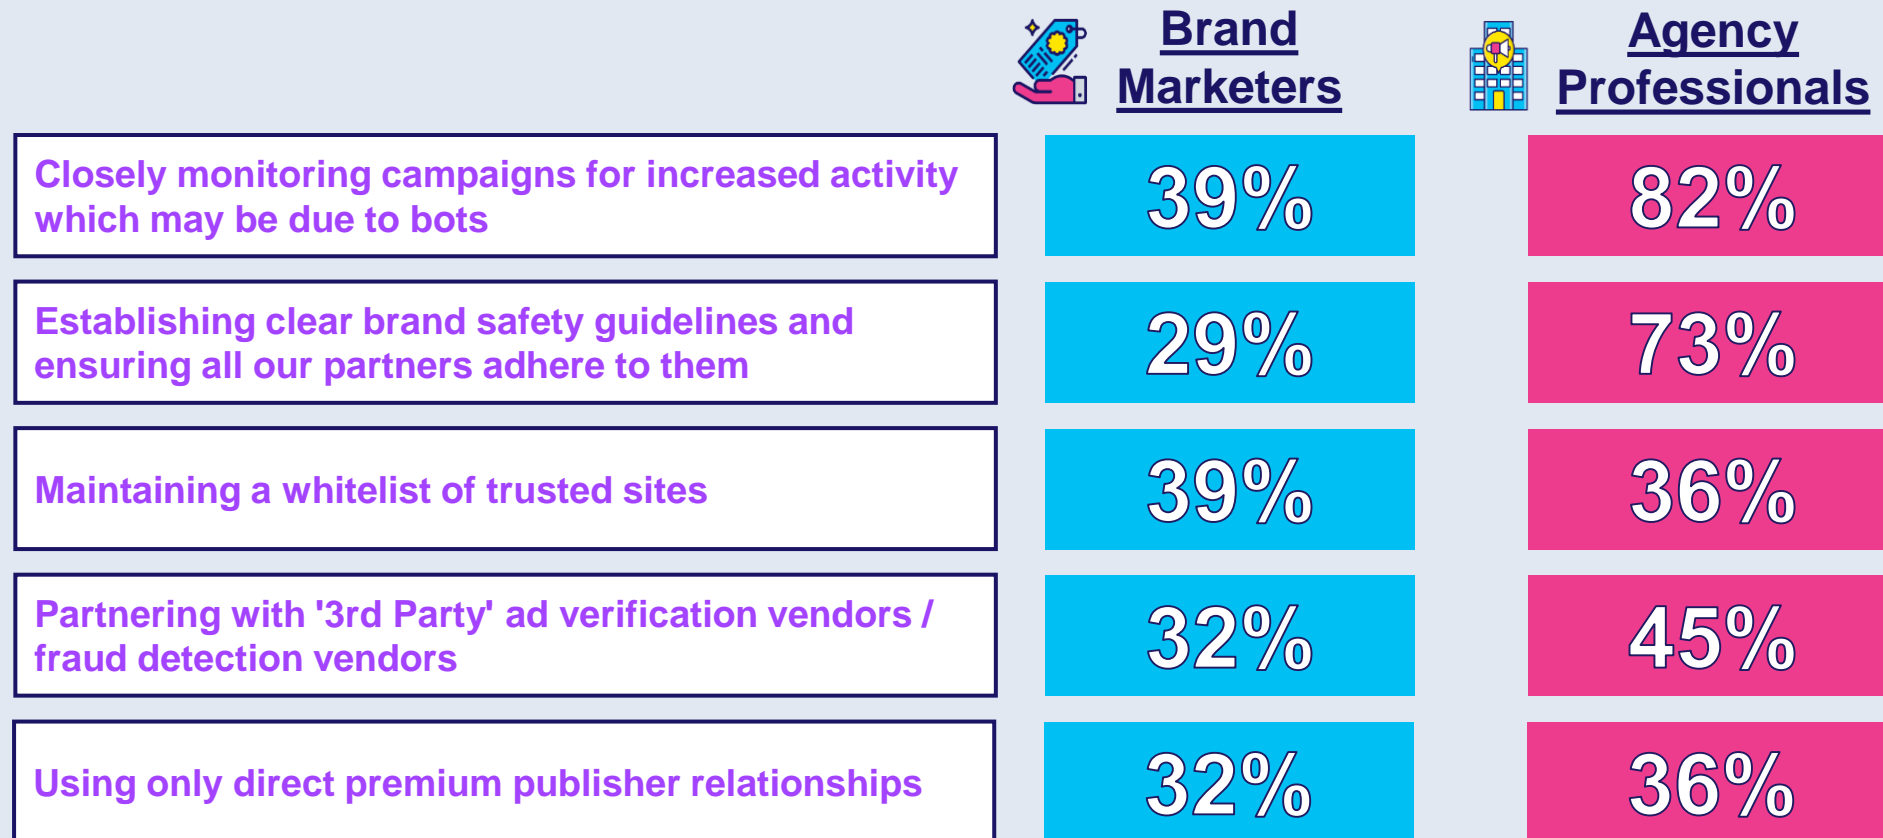 Brand
Marketers
Agency
Professionals
Closely monitoring campaigns for increased activity
which may be due to bots
39%
82%
Establishing clear brand safety guidelines and
ensuring all our partners adhere to them
29%
73%
Maintaining a whitelist of trusted sites
39%
36%
Partnering with '3rd Party' ad verification vendors /
fraud detection vendors
32%
45%
Using only direct premium publisher relationships
32%
36%